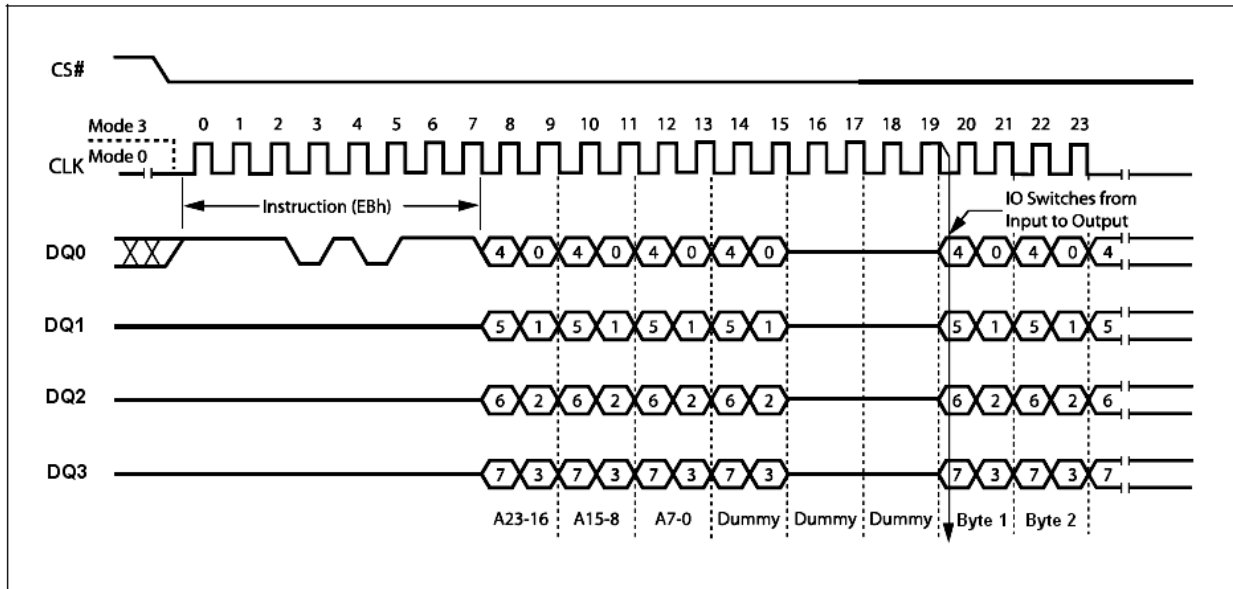 CS#
Mode 3
0 1 2 3 4 5 6 7 8 9 10 11 12 13 14 15 16 17 18 19 20 21 22 23
CLK
Mode 0
Instruction (EBh)
IO Switches from
Input to Output
DQ0
4 0 4 0 4 0 4 0 4 0 4 0 4
DQ1
5 1 5 1 5 1 5 1 5 1 5 1 5
DQ2
6 2 6 2 6 2 6 2 6 2 6 2 6
DQ3
7 3 7 3 7 3 7 3 7 3 7 3 7
A23-16 A15-8 A7-0 Dummy Dummy Dummy Byte 1 Byte 2